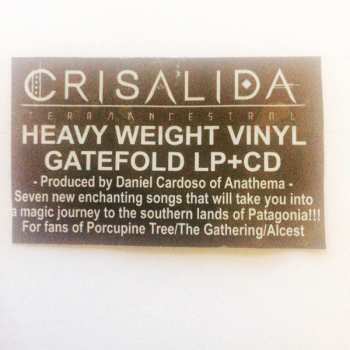 CRISALIDA
TERRA ANCESTRAL
HEAVY WEIGHT VINYL
GATEFOLD LP+CD
- Produced by Daniel Cardoso of Anathema -
Seven new enchanting songs that will take you into
a magic journey to the southern lands of Patagonia!!!
For fans of Porcupine Tree/The Gathering/Alcest